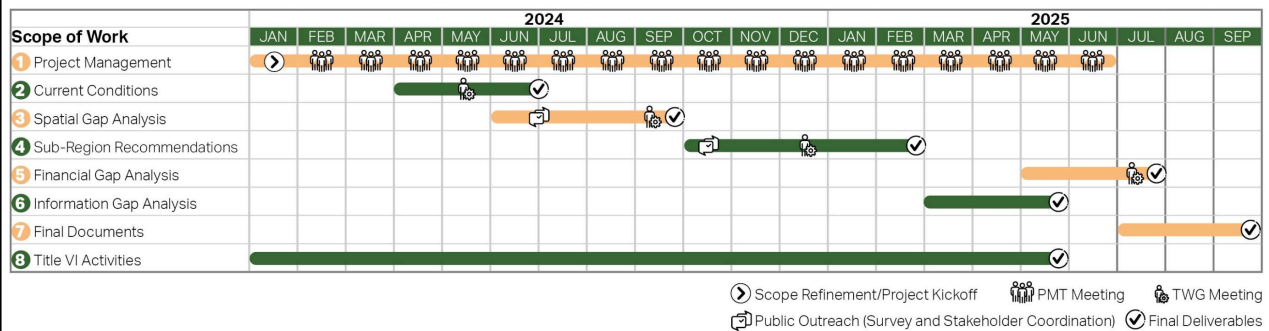 2024 2025
Scope of Work JAN FEB MAR APR MAY JUN JUL AUG SEP OCT NOV DEC JAN FEB MAR APR MAY JUN JUL AUG SEP
1 Project Management
2 Current Conditions
3 Spatial Gap Analysis
4 Sub-Region Recommendations
5 Financial Gap Analysis
6 Information Gap Analysis
7 Final Documents
8 Title VI Activities
Scope Refinement/Project Kickoff PMT Meeting TWG Meeting
Public Outreach (Survey and Stakeholder Coordination) Final Deliverables